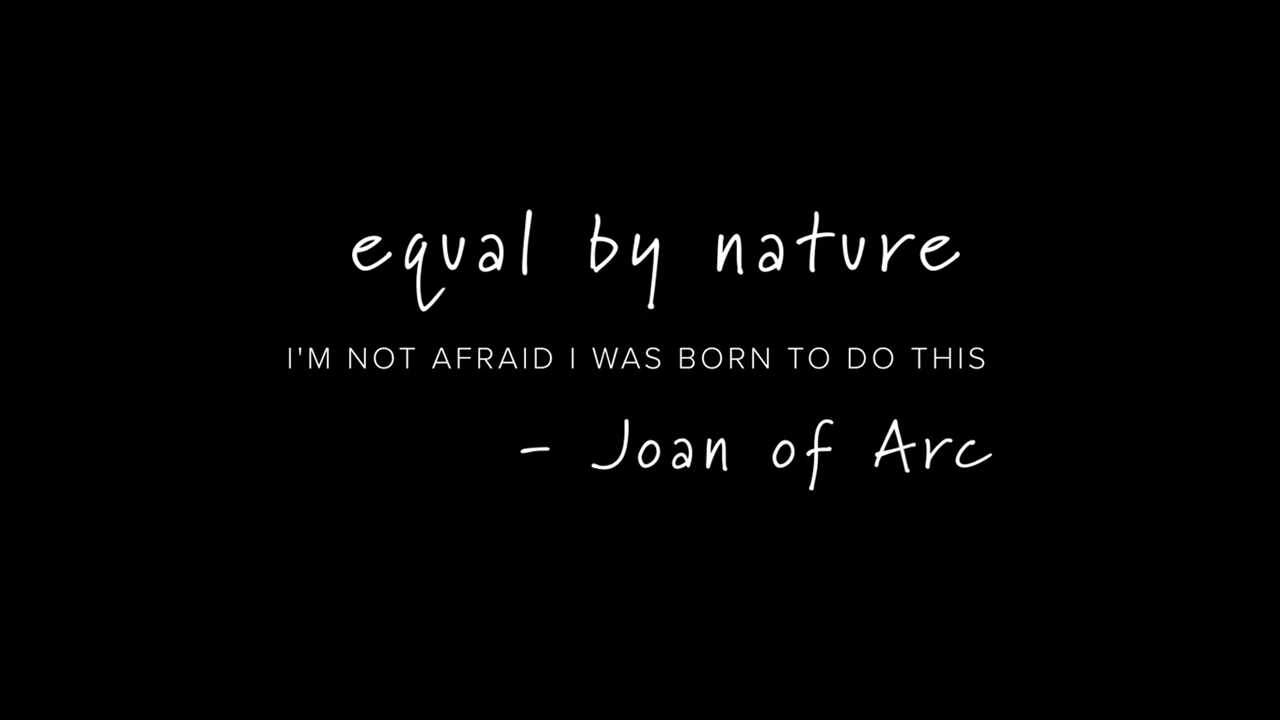 equal by nature
I'M NOT AFRAID I WAS BORN TO DO THIS
- Joan of Arc